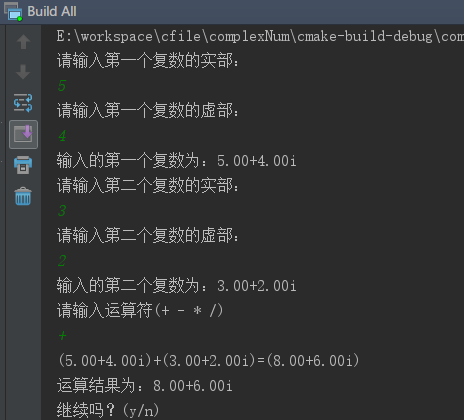 Build All
E:\workspace\cfile\complexNum\cmake-build-debug\com
请输入第一个复数的实部:
5
请输入第一个复数的虚部:
4
输入的第一个复数为: 5.00+4.00i
请输入第二个复数的实部:
3
请输入第二个复数的虚部:
2
输入的第二个复数为: 3.00+2.00i
请输入运算符(+ - * /)
+
(5.00+4.00i)+(3.00+2.00i)=(8.00+6.00i)
运算结果为: 8.00+6.00i
继续吗? (y/n)